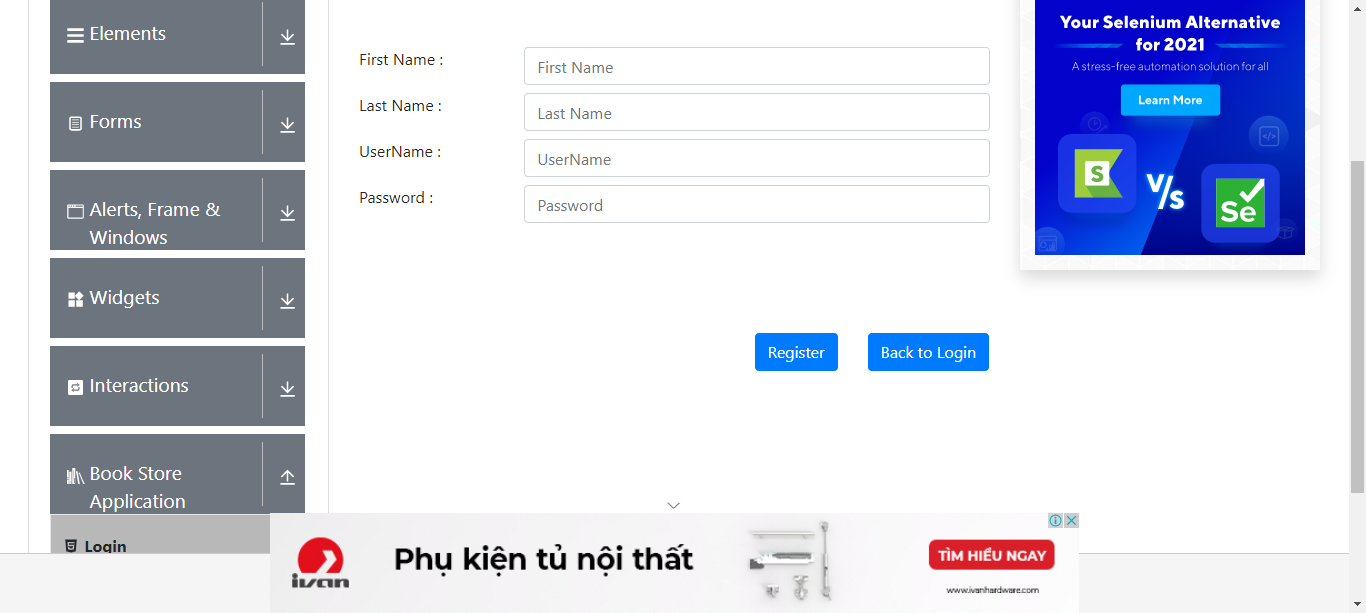 Elements
Forms
Alerts, Frame &
Windows
Widgets
Interactions
Book Store
Application
Login
First Name :
First Name
Last Name :
Last Name
UserName :
UserName
Password :
Password
Register
Back to Login
Your Selenium Alternative
for 2021
A stress-free automation solution for all
Learn More
S
V/s
Se
ivan
Phụ kiện tủ nội thất
TÌM HIỂU NGAY
www.ivanhardware.com